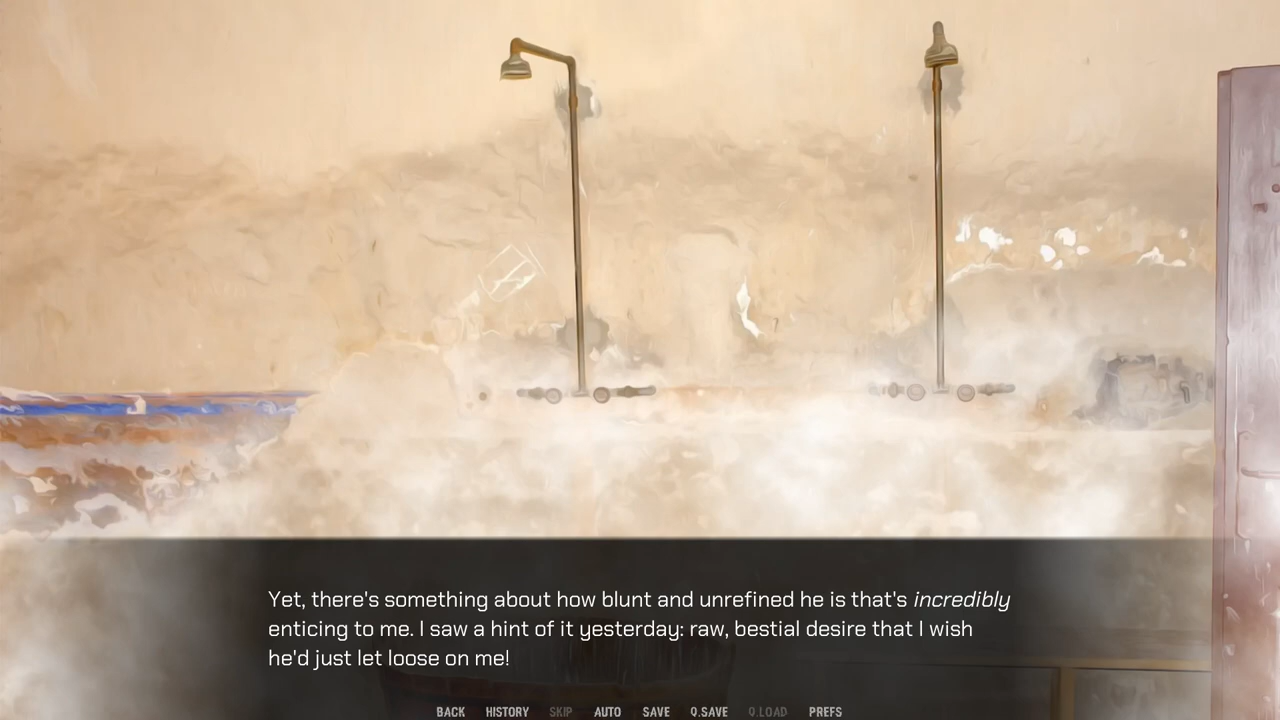 Yet, there's something about how blunt and unrefined he is that's incredibly
enticing to me. I saw a hint of it yesterday: raw, bestial desire that I wish
he'd just let loose on me!
BACK HISTORY SKIP AUTO SAVE Q.SAVE Q.LOAD PREFS